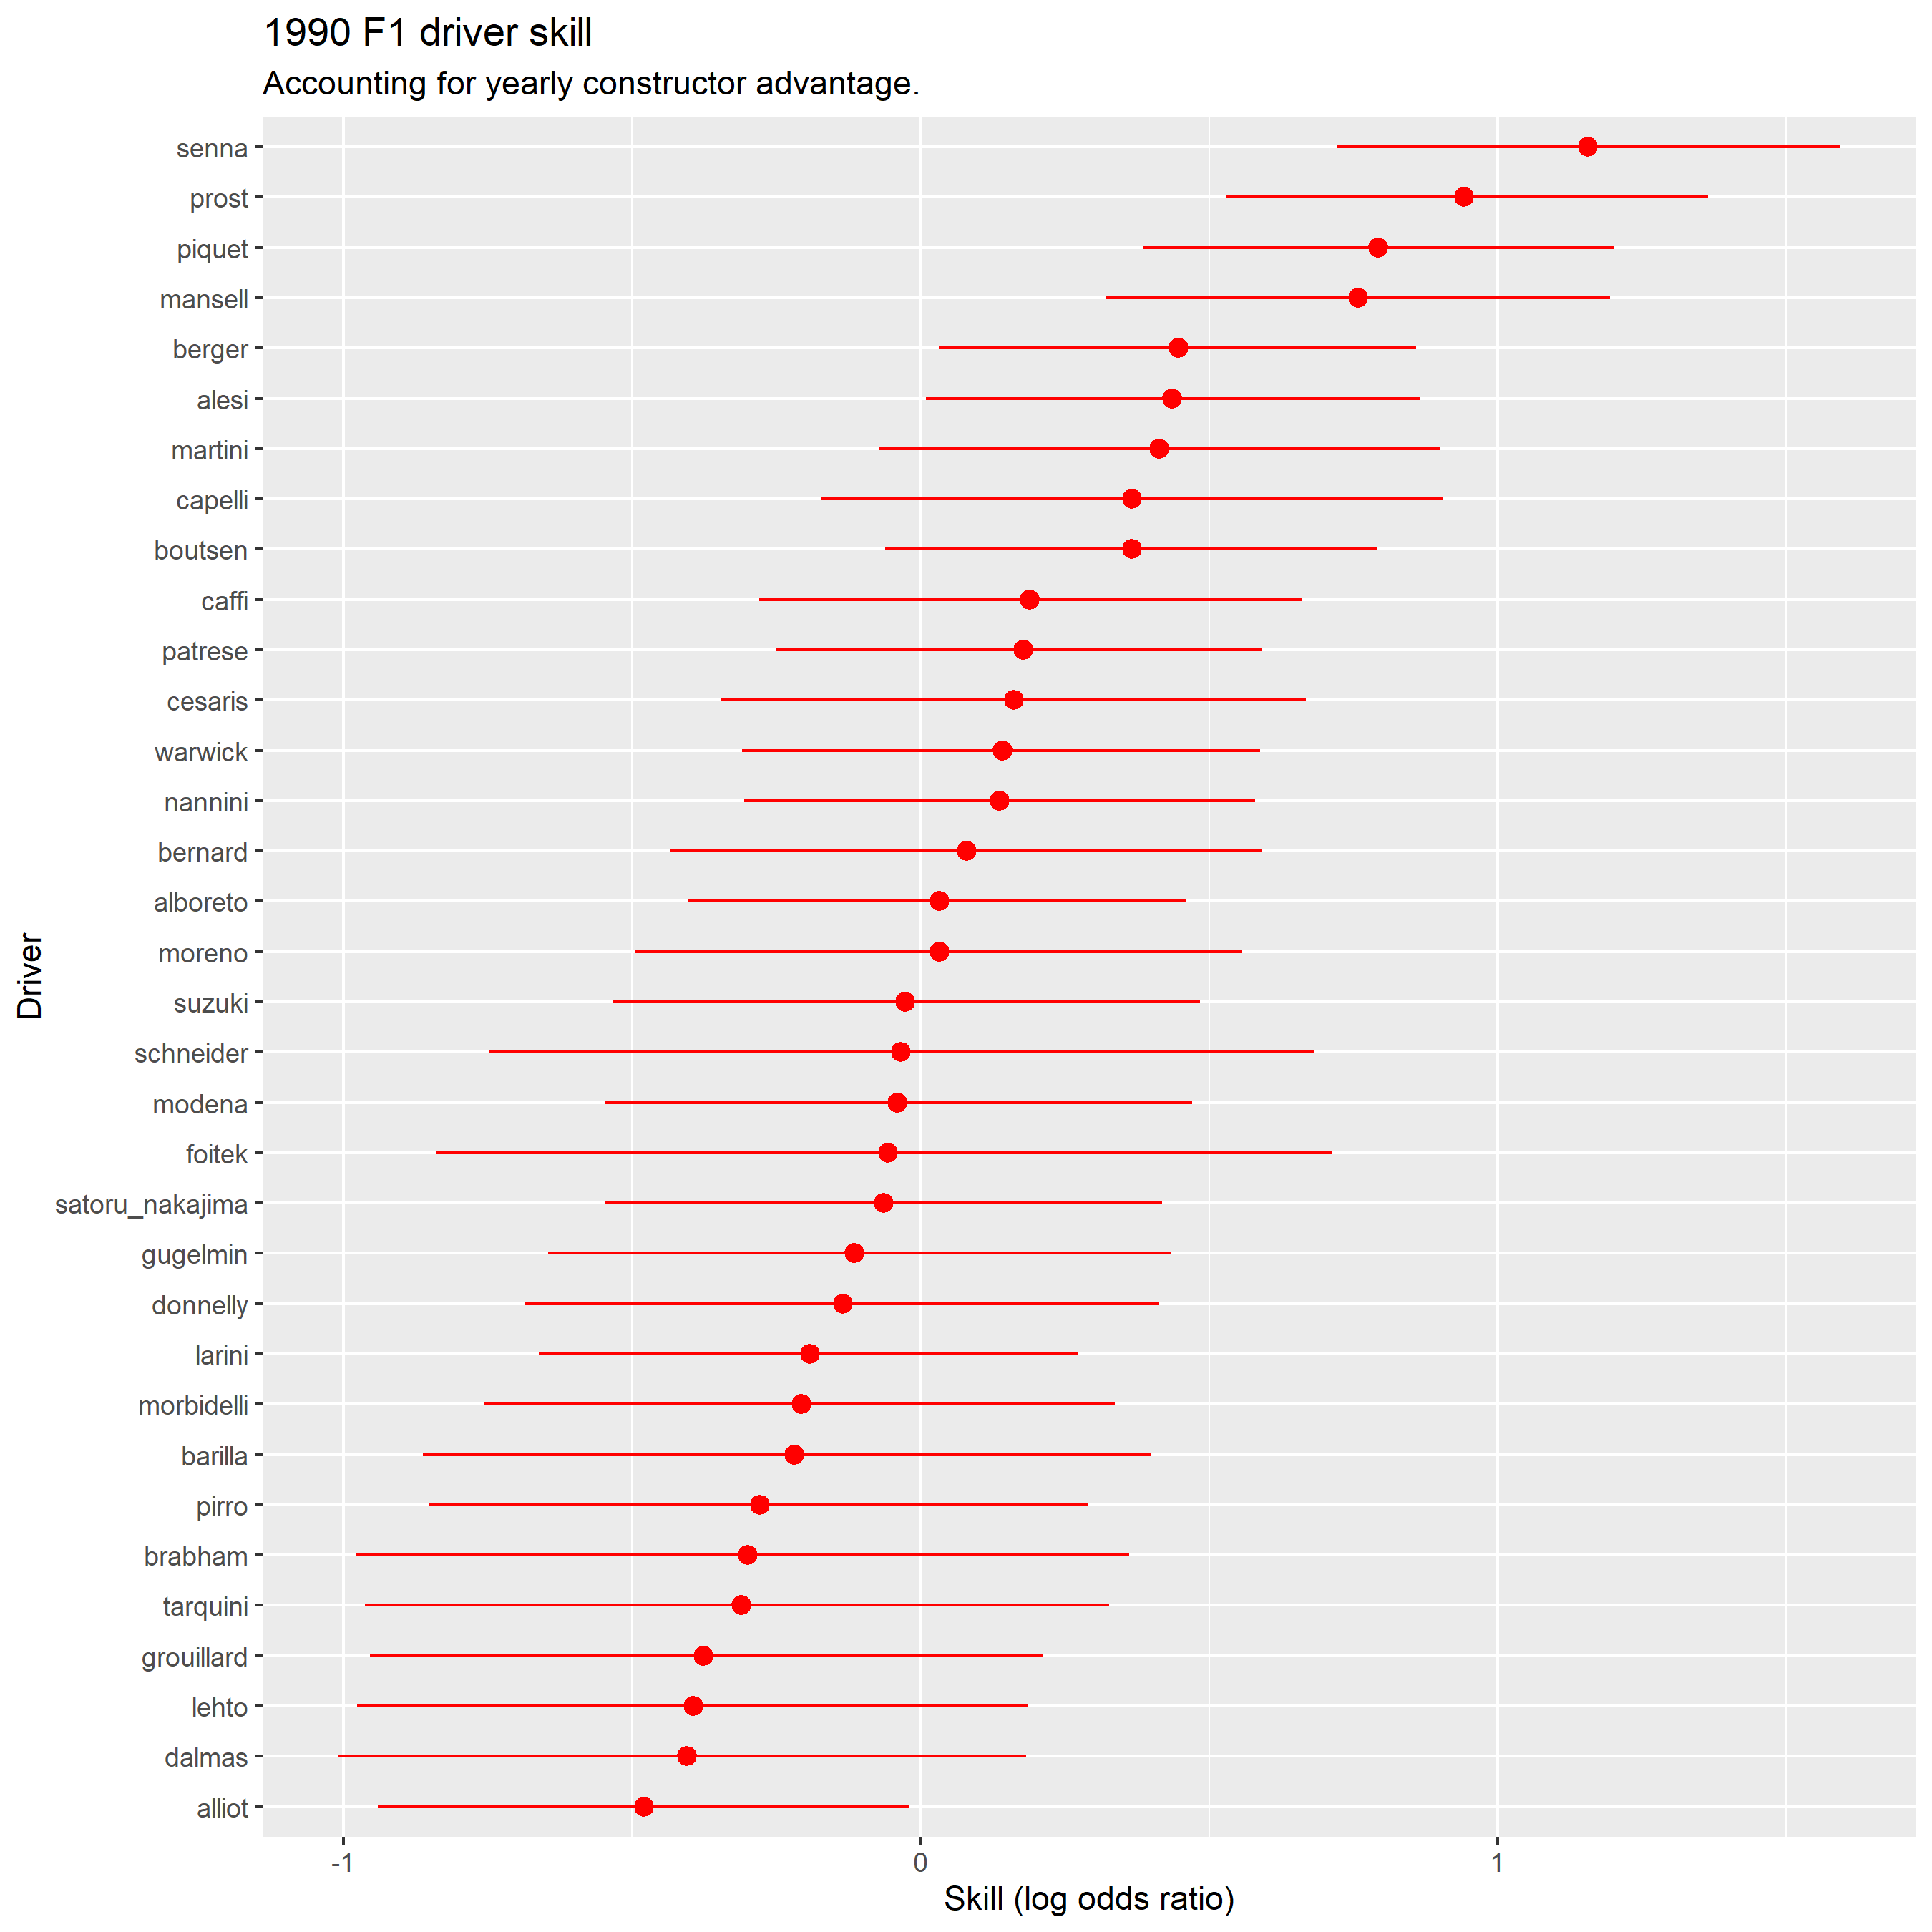 1990 F1 driver skill
Accounting for yearly constructor advantage.
senna
prost
piquet
mansell
berger
alesi
martini
capelli
boutsen
caffi
patrese
cesaris
warwick
nannini
bernard
alboreto
moreno
suzuki
schneider
modena
foitek
satoru_nakajima
gugelmin
donnelly
larini
morbidelli
barilla
pirro
brabham
tarquini
grouillard
lehto
dalmas
alliot
Driver
-1 0 1
Skill (log odds ratio)